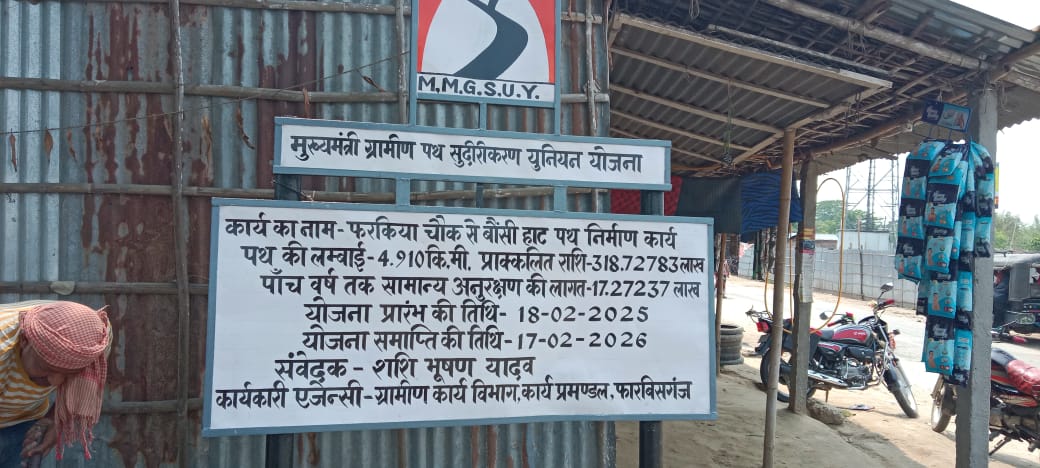 M.M.G.S.U.Y.
मुख्यमंत्री ग्रामीण पथ सुदीरीकरण युनियत योजना
कार्य का नाम- फरकिया चौक से बौंसी हाट पथ निर्माण कार्य
पथ की लम्बाई-4.910कि.मी. प्राक्कलित राशि-318.72783लाख
पाँच वर्ष तक सामान्य अनुरक्षण की लागत-17.27237 लाख
योजना प्रारंभ की तिथि- 18-02-2025
योजना समाप्ति की तिथि-17-02-2026
संवेदक- शशि भूषण यादव
कार्यकारी एजेन्सी-ग्रामीण कार्य विभाग,कार्य प्रमण्डल, फारबिसगंज